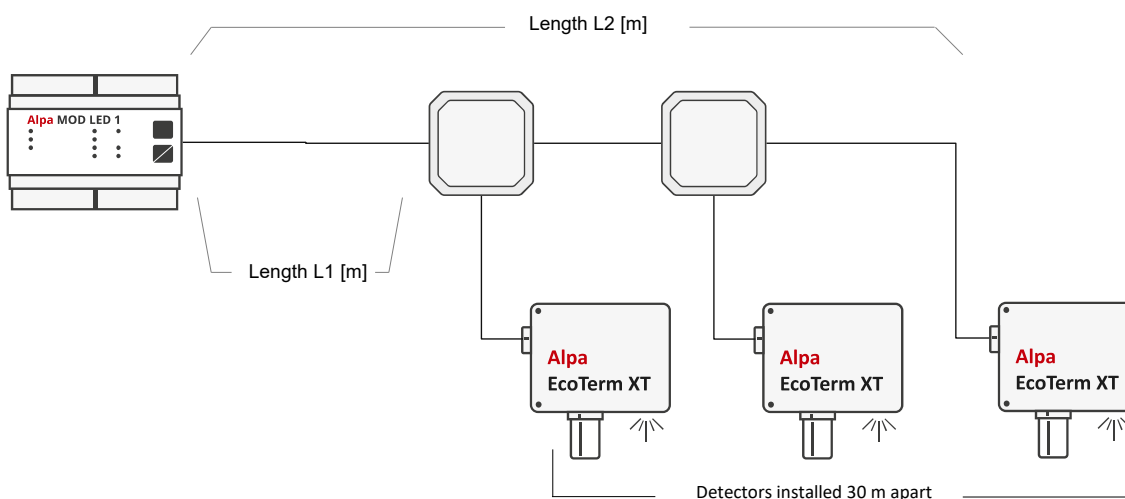 Length L2 [m]
Alpa MOD LED 1
Length L1 [m]
Alpa
EcoTerm XT
Alpa
EcoTerm XT
Alpa
EcoTerm XT
Detectors installed 30 m apart